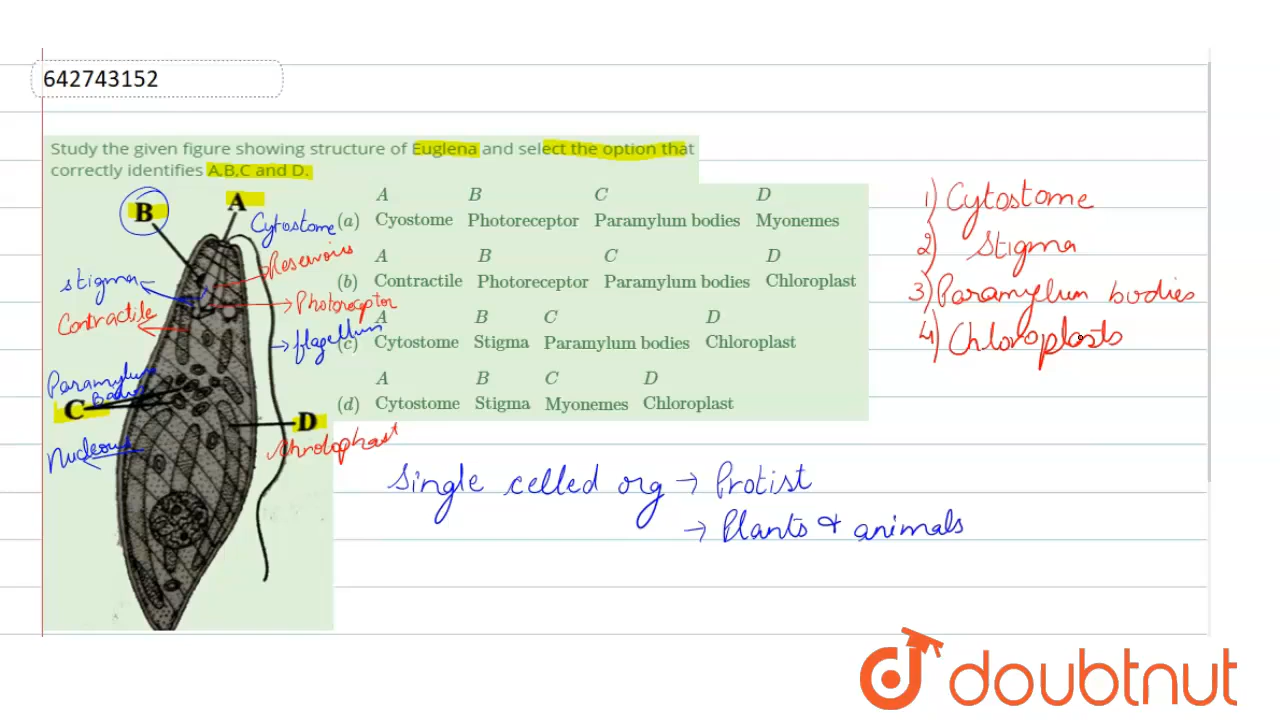 642743152
Study the given figure showing structure of Euglena and select the option that
correctly identifies A,B,C and D.
B
A
Cytostome
Reservoirs
stigma
Photoreceptor
Contractile
flagellum
Paramylum
Bodies
C
D
Nucleous
A B C D
(a) Cyostome Photoreceptor Paramylum bodies Myonemes
A B C D
(b) Contractile Photoreceptor Paramylum bodies Chloroplast
A B C D
(c) Cytostome Stigma Paramylum bodies Chloroplast
A B C D
(d) Cytostome Stigma Myonemes Chloroplast
1) Cytostome
2) Stigma
3) Paramylum bodies
4) Chloroplasts
Single celled org → Protist
→ Plants & animals
doubtnut